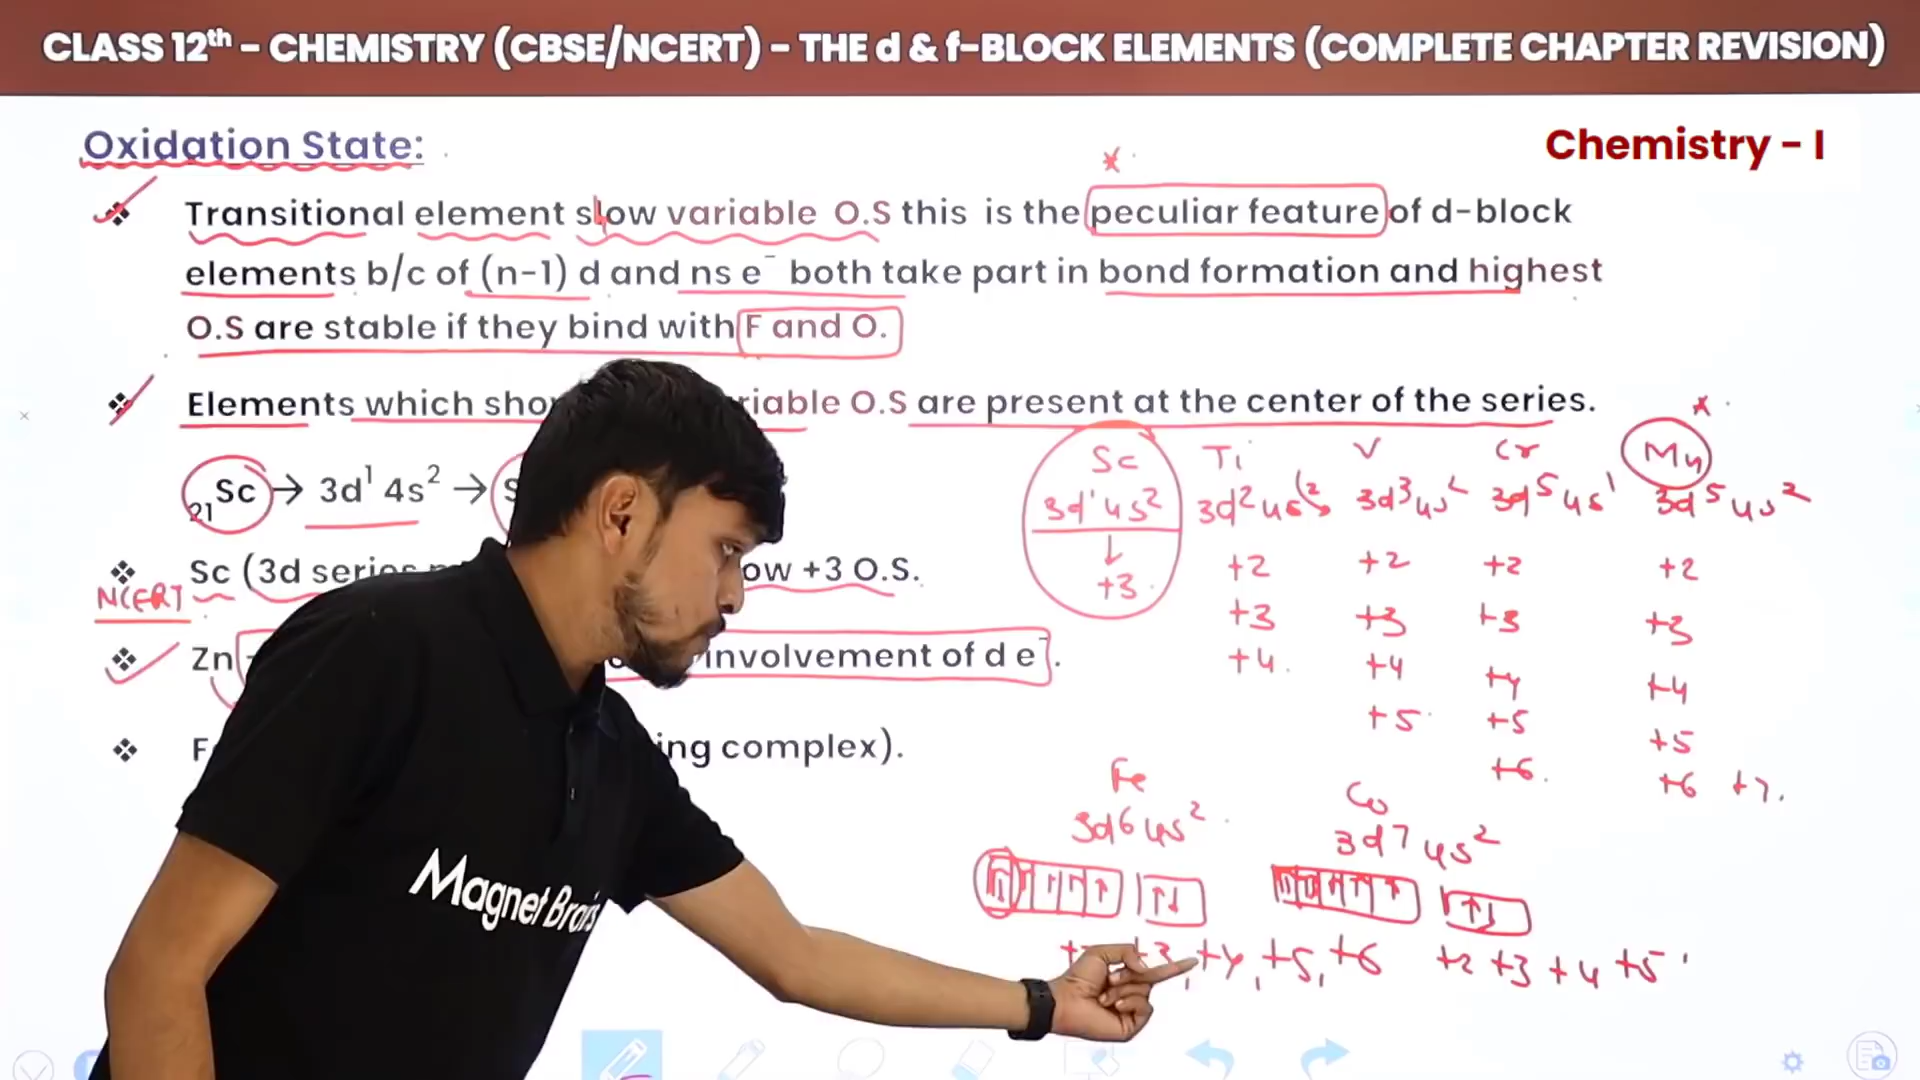 CLASS 12th - CHEMISTRY (CBSE/NCERT) - THE d & f-BLOCK ELEMENTS (COMPLETE CHAPTER REVISION)
Oxidation State:
Chemistry - I
Transitional element slow variable O.S this is the peculiar feature of d-block
elements b/c of (n-1) d and ns e⁻ both take part in bond formation and highest
O.S are stable if they bind with F and O.
Elements which O.S are present at the center of the series.
Sc Ti V Cr Mn
₂₁Sc → 3d¹ 4s² →
3d¹4s² 3d²4s² 3d³4s² 3d⁵4s¹ 3d⁵4s²
+3 +2 +2 +2 +2
+3 +3 +3 +3
+4 +4 +4 +4
+5 +5 +5
+6 +6 +7
Sc (3d series +3 O.S.
NCERT
Zn involvement of d e⁻.
complex).
Fe Co
3d⁶4s² 3d⁷4s²
+3, +4, +5, +6 +2 +3 +4 +5
Magnet Brains